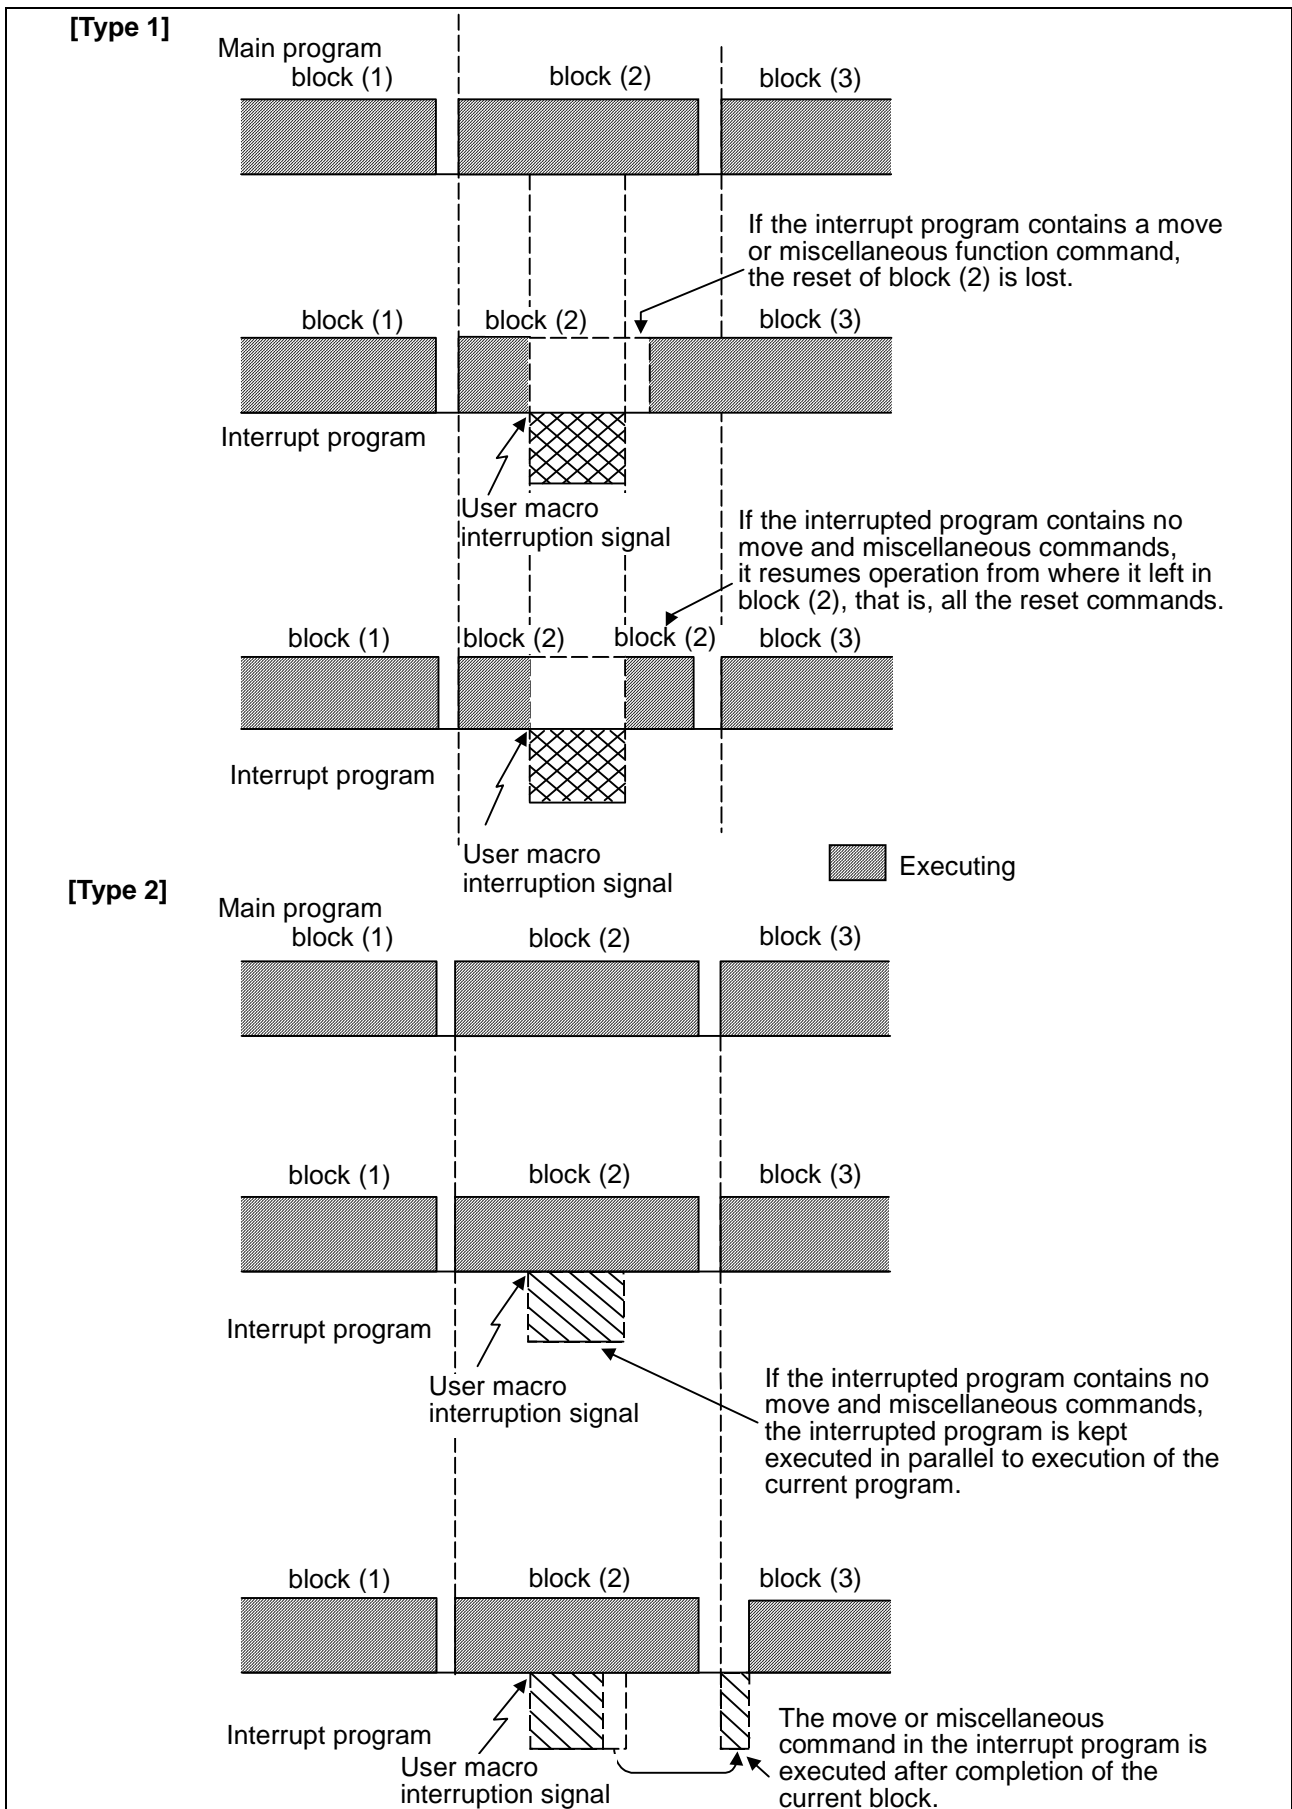 [Type 1]
Main program
block (1)
block (2)
block (3)
If the interrupt program contains a move
or miscellaneous function command,
the reset of block (2) is lost.
block (1)
block (2)
block (3)
Interrupt program
User macro
interruption signal
If the interrupted program contains no
move and miscellaneous commands,
it resumes operation from where it left in
block (2), that is, all the reset commands.
block (1)
block (2)
block (2)
block (3)
Interrupt program
User macro
interruption signal
Executing
[Type 2]
Main program
block (1)
block (2)
block (3)
block (1)
block (2)
block (3)
Interrupt program
User macro
interruption signal
If the interrupted program contains no
move and miscellaneous commands,
the interrupted program is kept
executed in parallel to execution of the
current program.
block (1)
block (2)
block (3)
Interrupt program
User macro
interruption signal
The move or miscellaneous
command in the interrupt program is
executed after completion of the
current block.